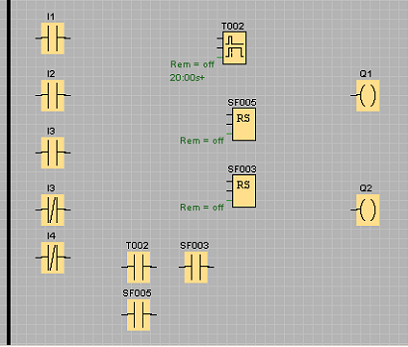 I1
T002
Rem = off
20:00s+
I2
Q1
SF005
RS
Rem = off
I3
SF003
RS
Rem = off
I3
Q2
I4
T002
SF003
SF005